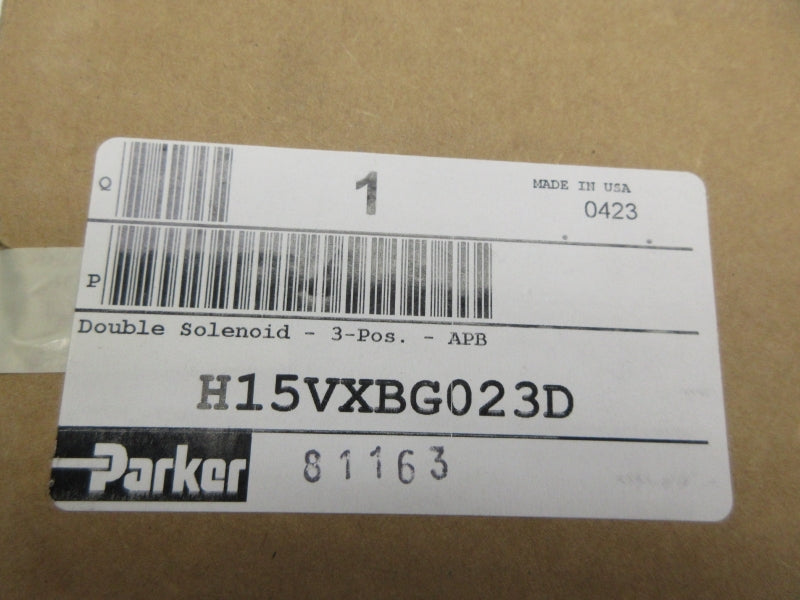 Q
1
MADE IN USA
0423
P
Double Solenoid - 3-Pos. - APB
H15VXBG023D
Parker
81163